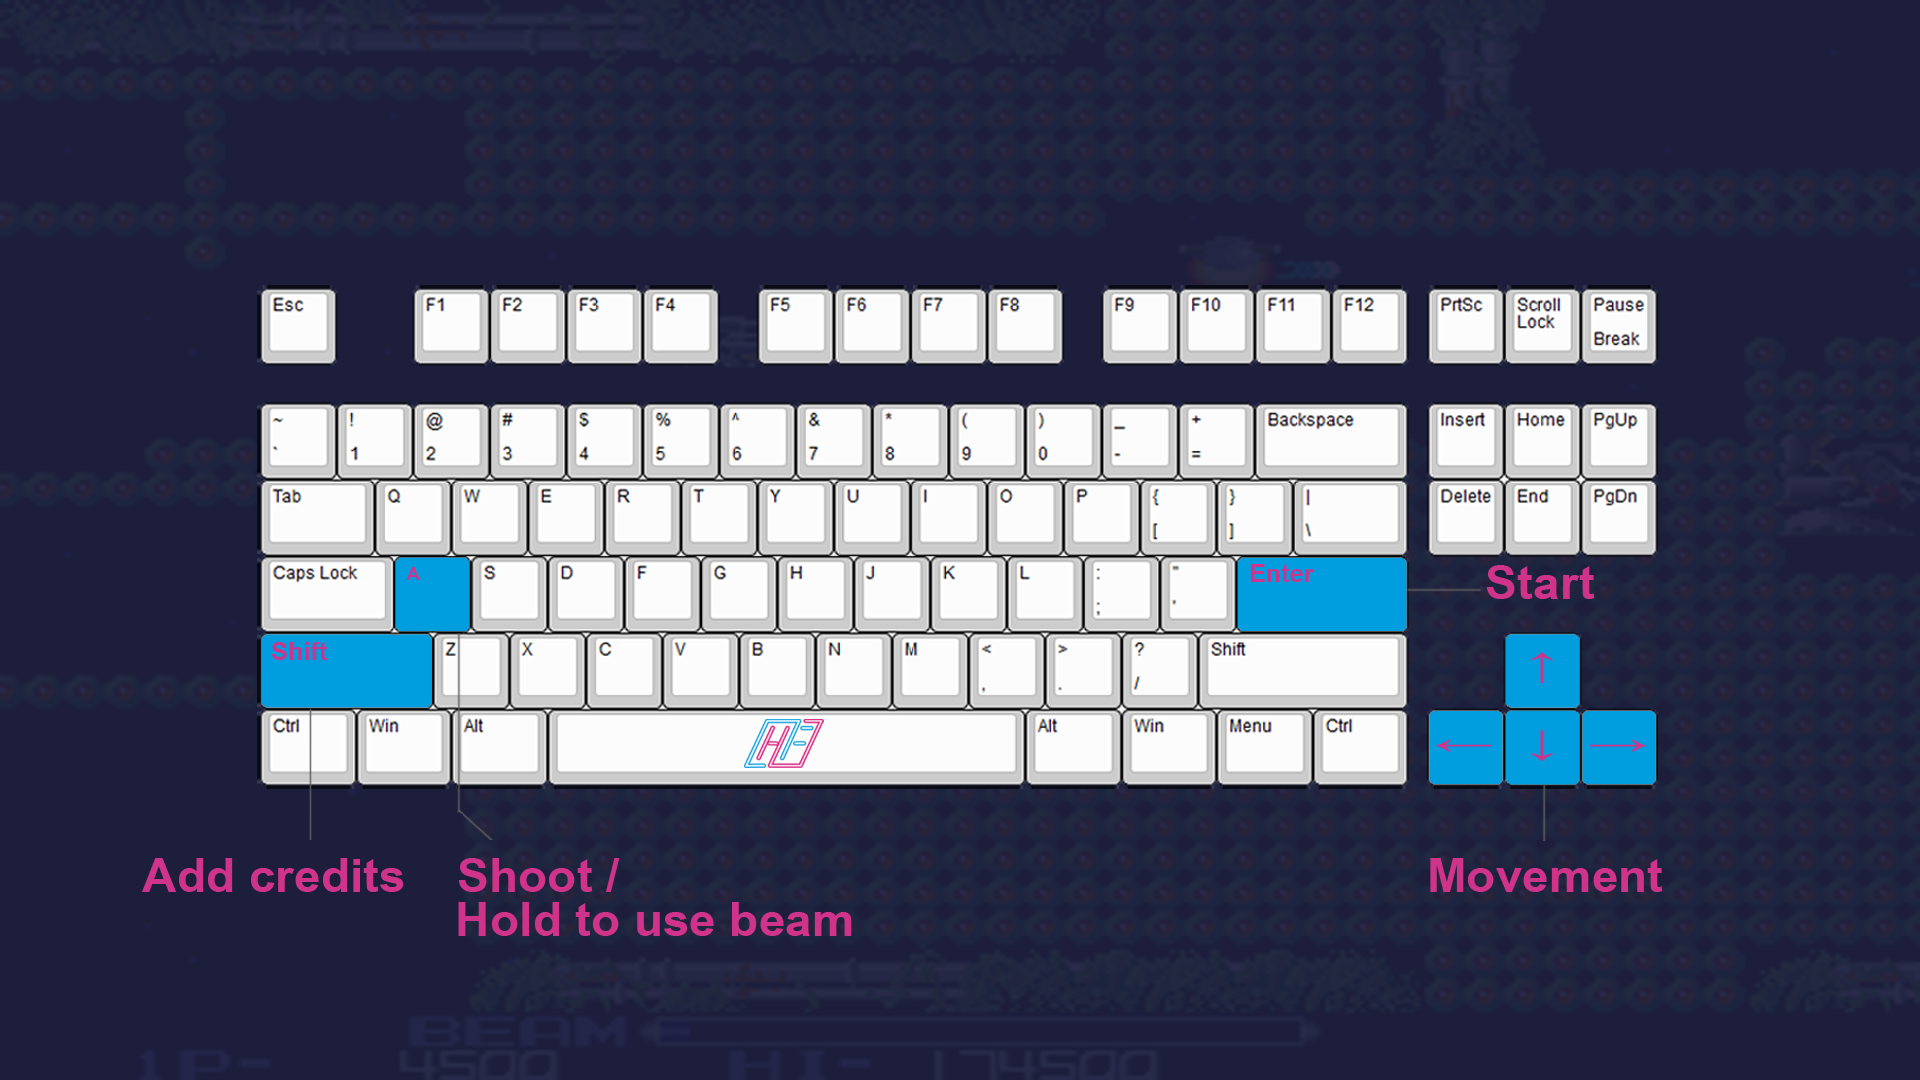 Esc F1 F2 F3 F4 F5 F6 F7 F8 F9 F10 F11 F12 PrtSc Scroll Lock Pause Break
~ ` ! 1 @ 2 # 3 $ 4 % 5 ^ 6 & 7 * 8 ( 9 ) 0 _ - + = Backspace Insert Home PgUp
Tab Q W E R T Y U I O P { [ } ] | \ Delete End PgDn
Caps Lock A S D F G H J K L : ; " ' Enter Start
Shift Z X C V B N M < , > . ? / Shift ↑
Ctrl Win Alt Alt Win Menu Ctrl ← ↓ →
Add credits
Shoot /
Hold to use beam
Movement
BEAM
1P- 4500 HI- 174500